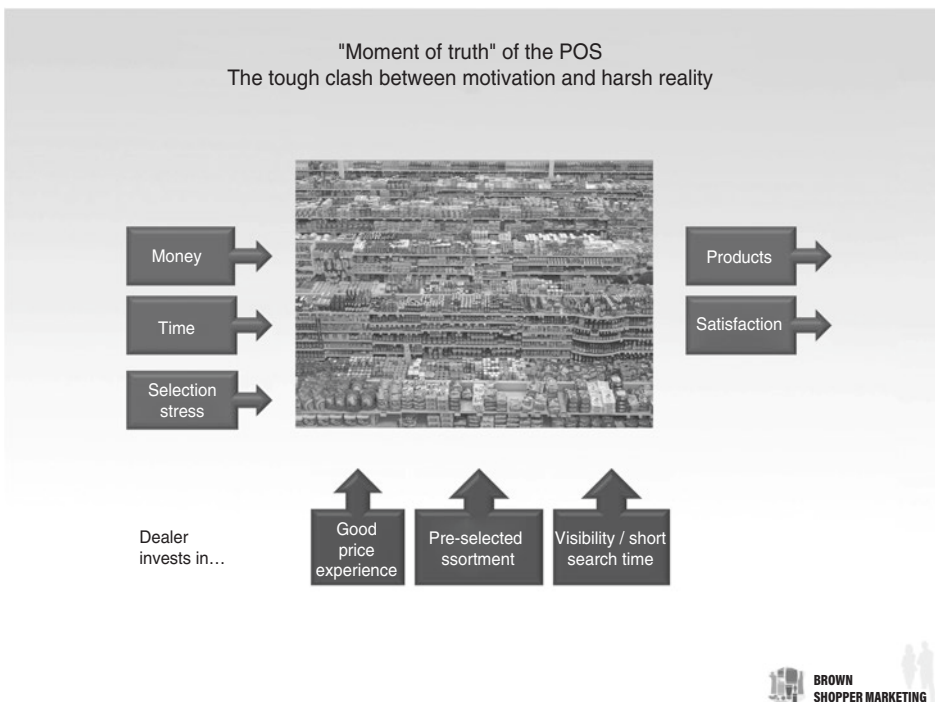 "Moment of truth" of the POS
The tough clash between motivation and harsh reality
Money
Time
Selection
stress
Products
Satisfaction
Dealer
invests in…
Good
price
experience
Pre-selected
ssortment
Visibility / short
search time
BROWN
SHOPPER MARKETING